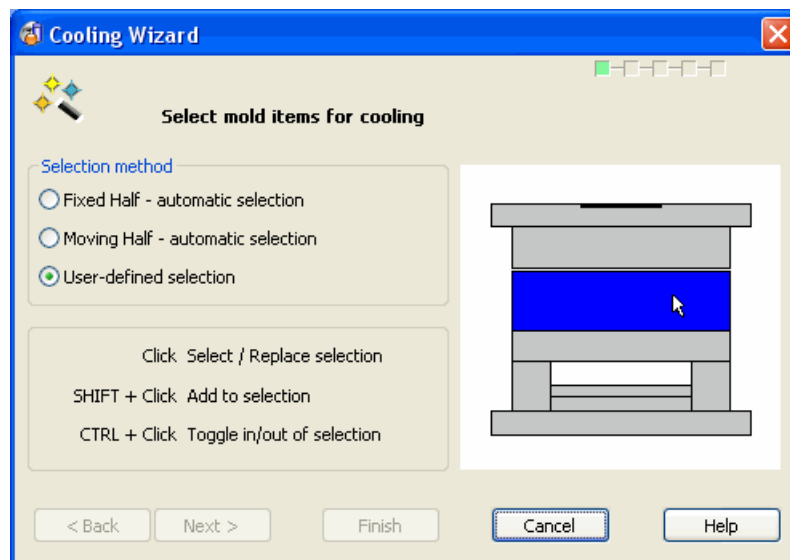 Cooling Wizard
Select mold items for cooling
Selection method
Fixed Half - automatic selection
Moving Half - automatic selection
User-defined selection
Click Select / Replace selection
SHIFT + Click Add to selection
CTRL + Click Toggle in/out of selection
< Back Next > Finish Cancel Help